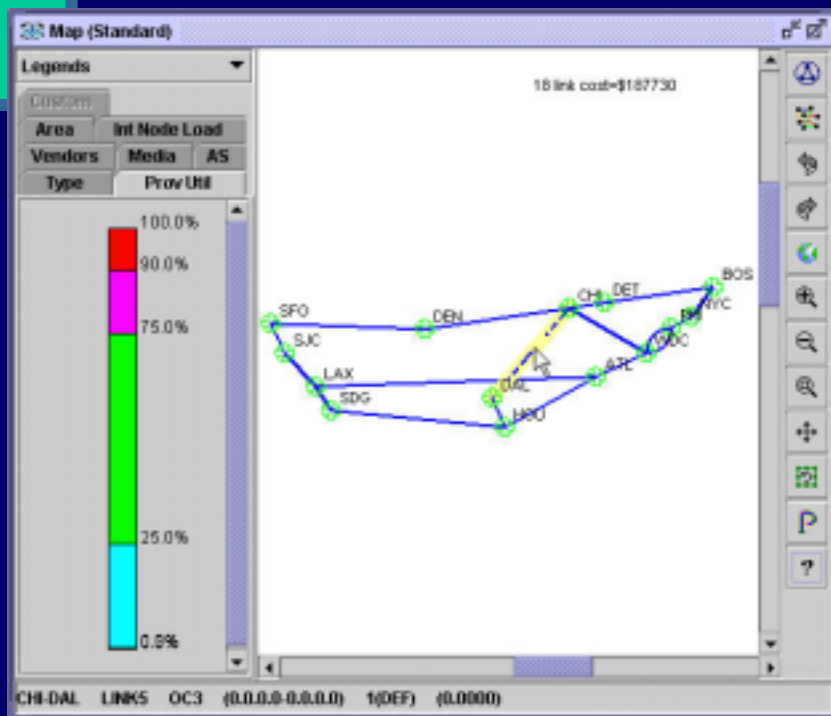 Map (Standard)
Legends
18 link cost=$187730
Custom
Area Int Node Load
Vendors Media AS
Type Prov Util
100.0%
90.0%
75.0%
25.0%
0.0%
BOS
CHI DET
NYC
SFO
DEN
SJC
WDC
LAX
ATL
DAL
SDG
HOU
P
?
CHI-DAL LINK5 OC3 (0.0.0.0-0.0.0.0) 1(DEF) (0.0000)